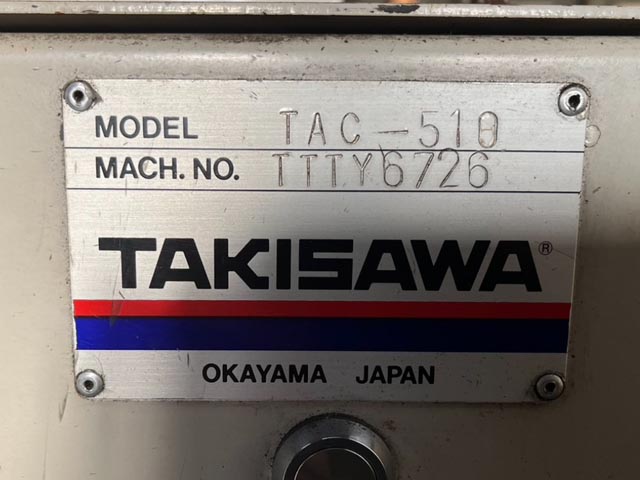 MODEL TAC-510
MACH. NO. TTTY6726
TAKISAWA®
OKAYAMA JAPAN